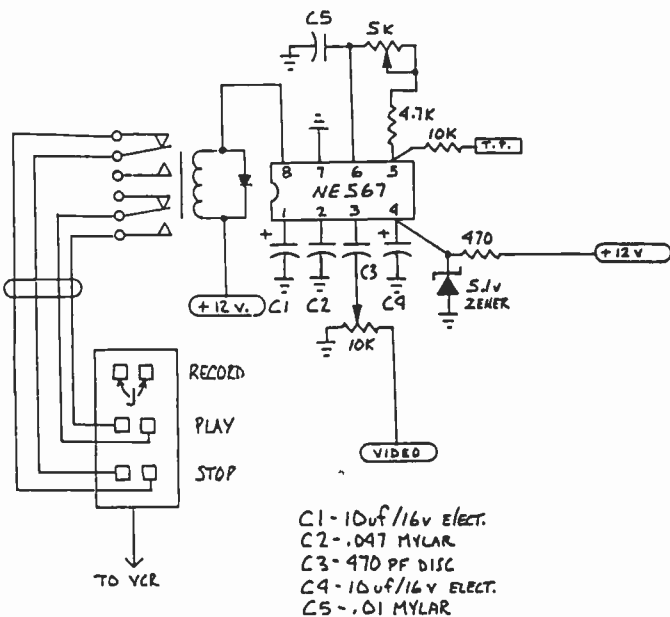 C5
5K
4.7K
10K
T.P.
8 7 6 5
NE567
1 2 3 4
+ +
470
+12 V
C1 C2 C3 C4
5.1v
ZENER
+12 V.
10K
RECORD
J
PLAY
VIDEO
STOP
TO VCR
C1-10uf/16v ELECT.
C2-.047 MYLAR
C3-470 PF DISC
C4-10uf/16v ELECT.
C5-.01 MYLAR